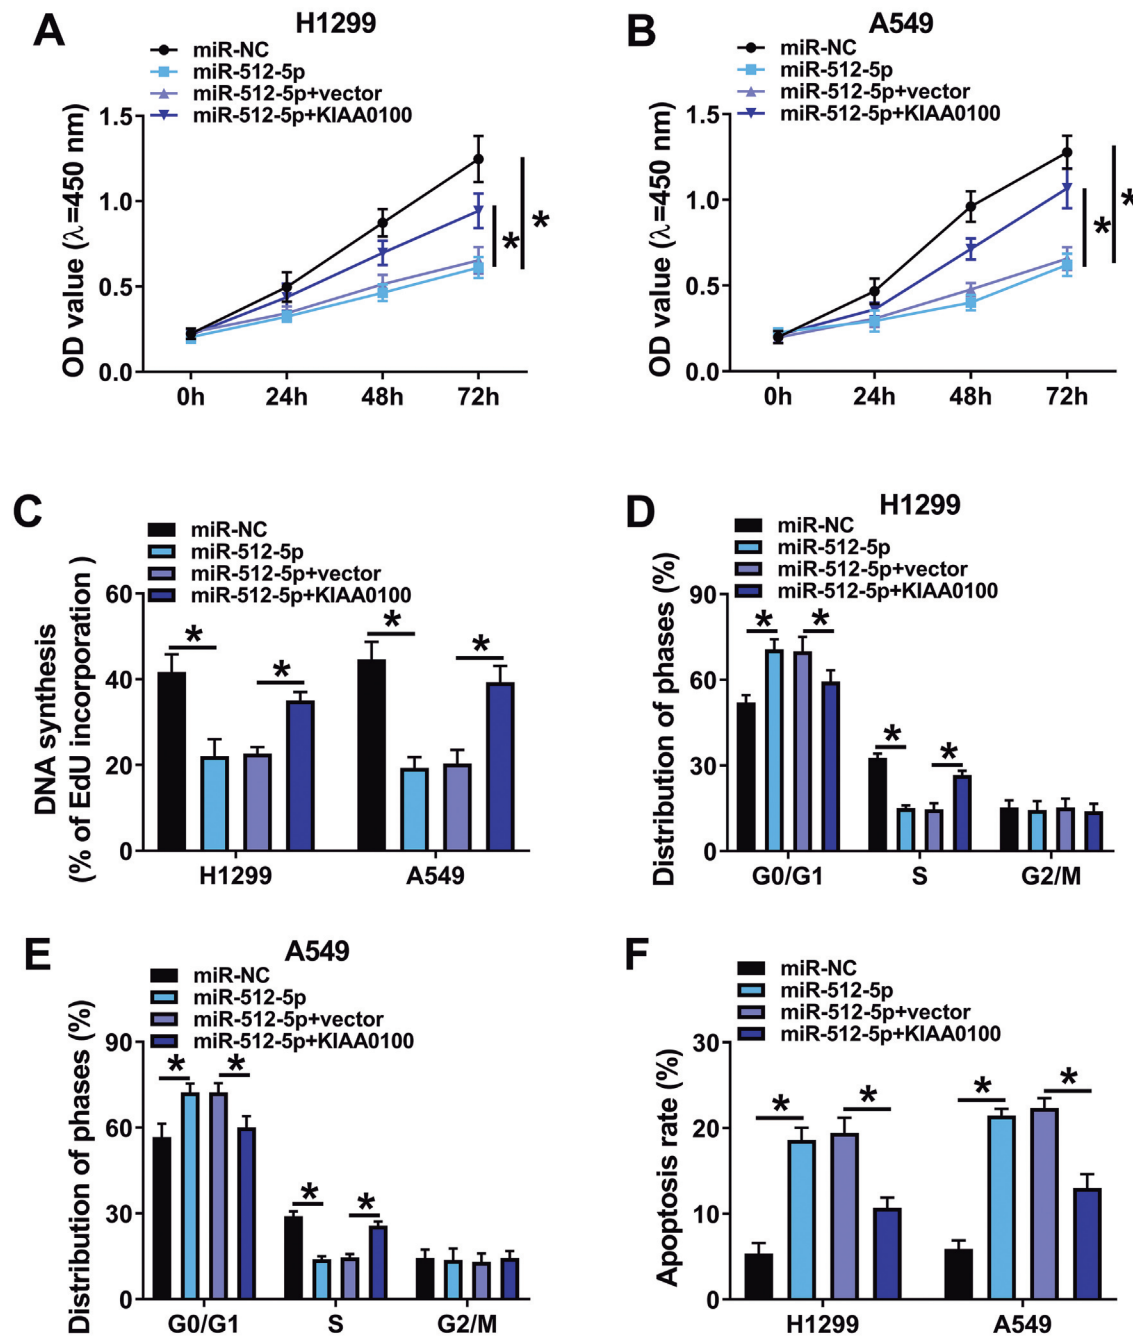 A
H1299
miR-NC
miR-512-5p
miR-512-5p+vector
miR-512-5p+KIAA0100
OD value (λ=450 nm)
1.5
1.0
0.5
0.0
0h 24h 48h 72h
*
*
B
A549
miR-NC
miR-512-5p
miR-512-5p+vector
miR-512-5p+KIAA0100
OD value (λ=450 nm)
1.5
1.0
0.5
0.0
0h 24h 48h 72h
*
*
C
miR-NC
miR-512-5p
miR-512-5p+vector
miR-512-5p+KIAA0100
DNA synthesis
(% of EdU incorporation )
60
40
20
0
* * * *
H1299 A549
D
H1299
miR-NC
miR-512-5p
miR-512-5p+vector
miR-512-5p+KIAA0100
Distribution of phases (%)
90
60
30
0
* * * *
G0/G1 S G2/M
E
A549
miR-NC
miR-512-5p
miR-512-5p+vector
miR-512-5p+KIAA0100
Distribution of phases (%)
90
60
30
0
* * * *
G0/G1 S G2/M
F
miR-NC
miR-512-5p
miR-512-5p+vector
miR-512-5p+KIAA0100
Apoptosis rate (%)
30
20
10
0
* * * *
H1299 A549